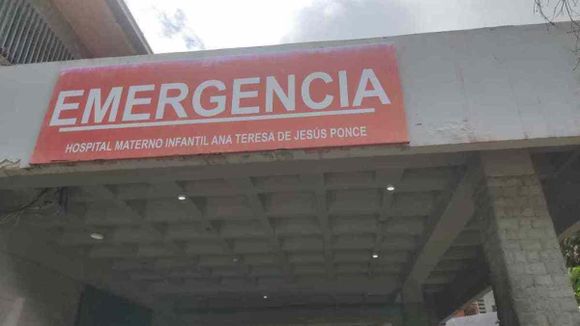 EMERGENCIA
HOSPITAL MATERNO INFANTIL ANA TERESA DE JESÚS PONCE